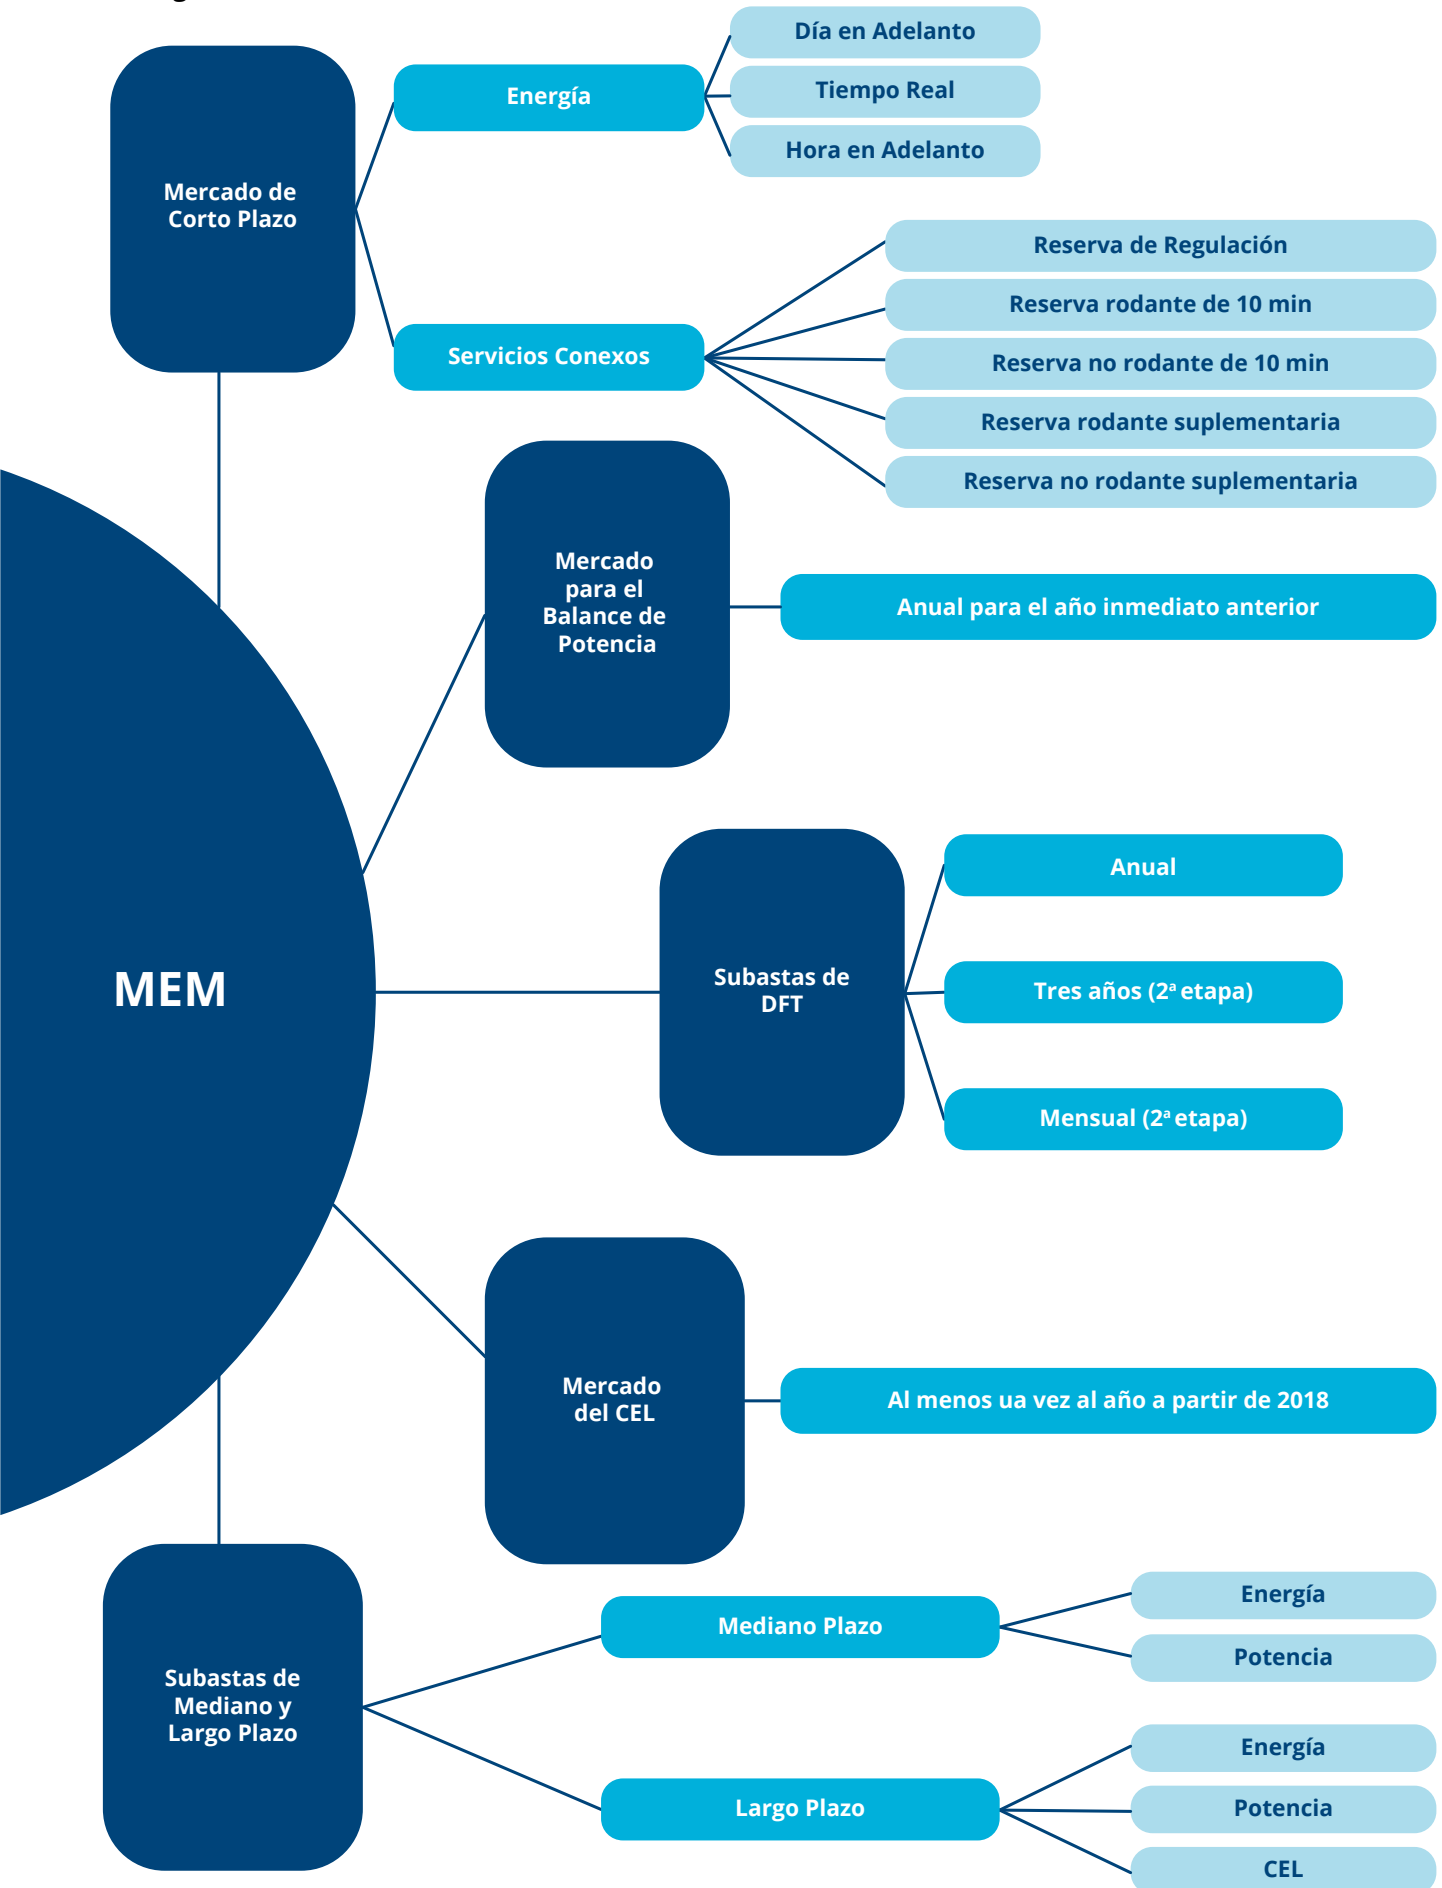 Día en Adelanto
Energía
Tiempo Real
Hora en Adelanto
Mercado de
Corto Plazo
Reserva de Regulación
Reserva rodante de 10 min
Servicios Conexos
Reserva no rodante de 10 min
Reserva rodante suplementaria
Reserva no rodante suplementaria
Mercado
para el
Balance de
Potencia
Anual para el año inmediato anterior
MEM
Subastas de
DFT
Anual
Tres años (2ª etapa)
Mensual (2ª etapa)
Mercado
del CEL
Al menos ua vez al año a partir de 2018
Subastas de
Mediano y
Largo Plazo
Mediano Plazo
Energía
Potencia
Largo Plazo
Energía
Potencia
CEL